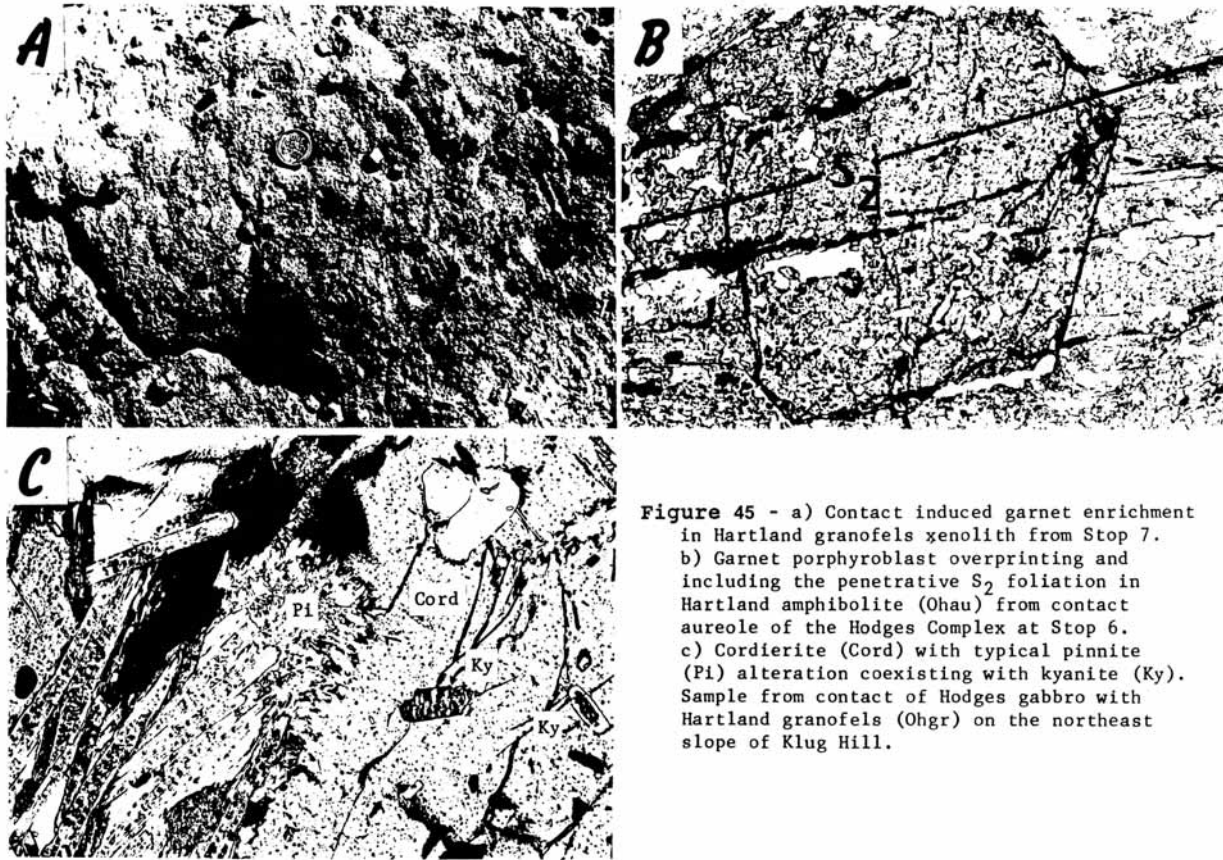 A
B
S2
C
Pi
Cord
Ky
Ky
Figure 45 - a) Contact induced garnet enrichment
in Hartland granofels xenolith from Stop 7.
b) Garnet porphyroblast overprinting and
including the penetrative S2 foliation in
Hartland amphibolite (Ohau) from contact
aureole of the Hodges Complex at Stop 6.
c) Cordierite (Cord) with typical pinnite
(Pi) alteration coexisting with kyanite (Ky).
Sample from contact of Hodges gabbro with
Hartland granofels (Ohgr) on the northeast
slope of Klug Hill.